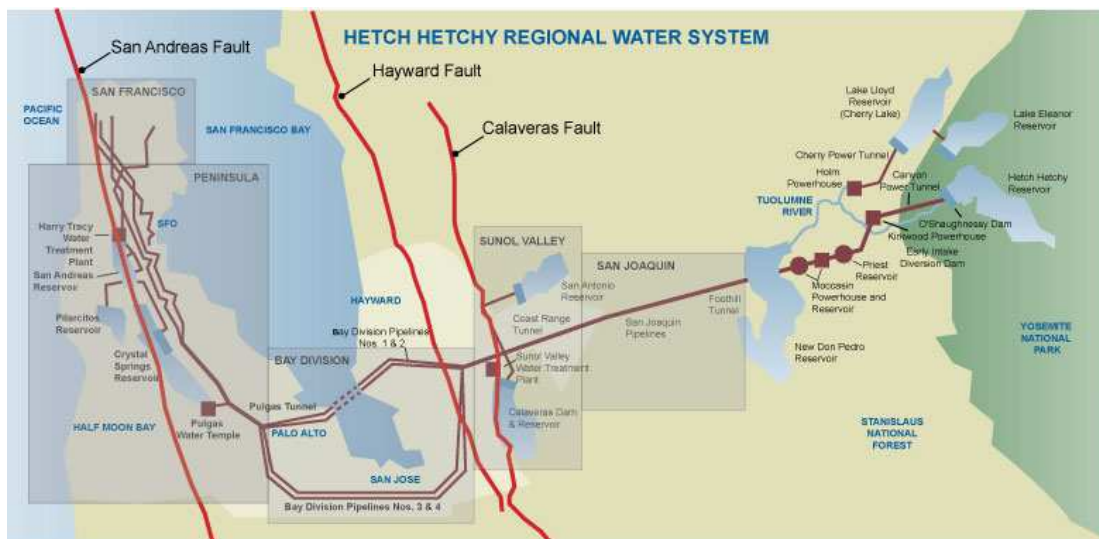 HETCH HETCHY REGIONAL WATER SYSTEM
San Andreas Fault
Hayward Fault
Calaveras Fault
SAN FRANCISCO
PACIFIC
OCEAN
SAN FRANCISCO BAY
PENINSULA
SFO
Harry Tracy
Water
Treatment
Plant
San Andreas
Reservoir
Pilarcitos
Reservoir
Crystal
Springs
Reservoir
Pulgas
Water Temple
HALF MOON BAY
HAYWARD
Bay Division Pipelines
Nos. 1 & 2
BAY DIVISION
Pulgas Tunnel
PALO ALTO
SAN JOSE
Bay Division Pipelines Nos. 3 & 4
SUNOL VALLEY
San Antonio
Reservoir
Coast Range
Tunnel
Sunol Valley
Water Treatment
Plant
Calaveras Dam
& Reservoir
SAN JOAQUIN
San Joaquin
Pipelines
Foothill
Tunnel
New Don Pedro
Reservoir
Lake Lloyd
Reservoir
(Cherry Lake)
Lake Eleanor
Reservoir
Cherry Power Tunnel
Holm
Powerhouse
Canyon
Power Tunnel
Hetch Hetchy
Reservoir
TUOLUMNE
RIVER
O'Shaughnessy Dam
Kirkwood Powerhouse
Early Intake
Diversion Dam
Priest
Reservoir
Moccasin
Powerhouse and
Reservoir
YOSEMITE
NATIONAL
PARK
STANISLAUS
NATIONAL
FOREST